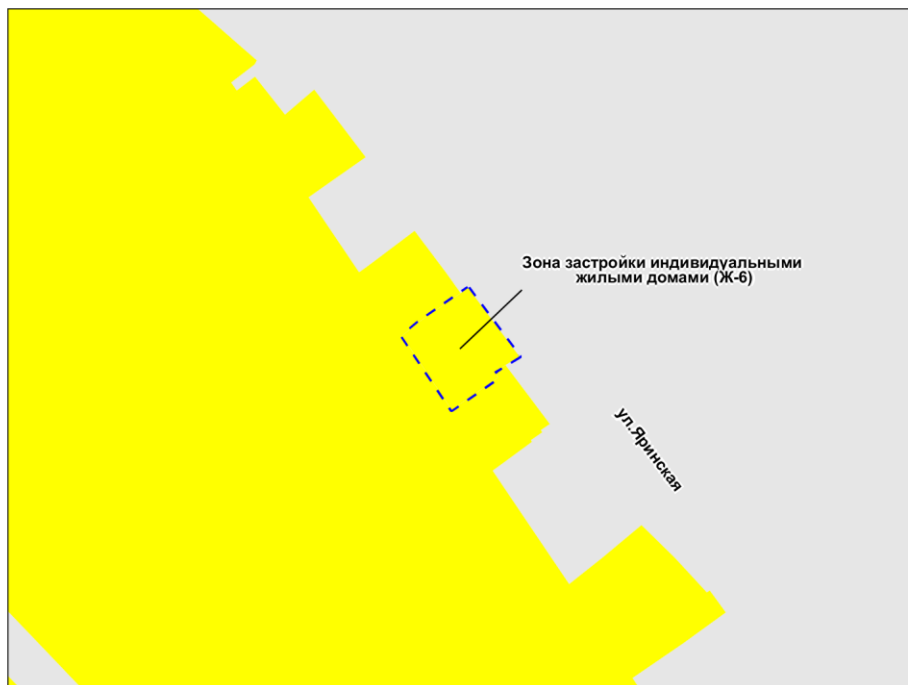 Зона застройки индивидуальными
жилыми домами (Ж-6)
ул.Яринская